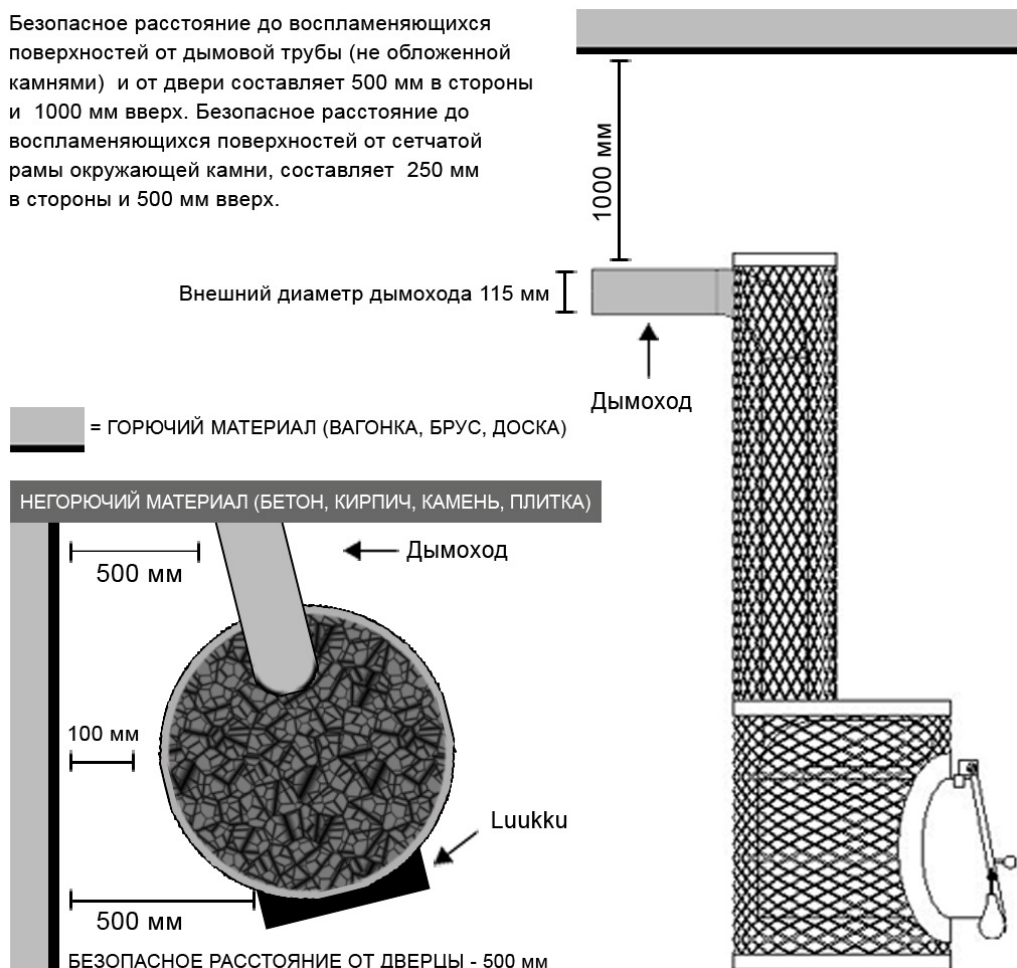 Безопасное расстояние до воспламеняющихся
поверхностей от дымовой трубы (не обложенной
камнями) и от двери составляет 500 мм в стороны
и 1000 мм вверх. Безопасное расстояние до
воспламеняющихся поверхностей от сетчатой
рамы окружающей камни, составляет 250 мм
в стороны и 500 мм вверх.
1000 мм
Внешний диаметр дымохода 115 мм
Дымоход
= ГОРЮЧИЙ МАТЕРИАЛ (ВАГОНКА, БРУС, ДОСКА)
НЕГОРЮЧИЙ МАТЕРИАЛ (БЕТОН, КИРПИЧ, КАМЕНЬ, ПЛИТКА)
Дымоход
500 мм
100 мм
Luukku
500 мм
БЕЗОПАСНОЕ РАССТОЯНИЕ ОТ ДВЕРЦЫ - 500 мм